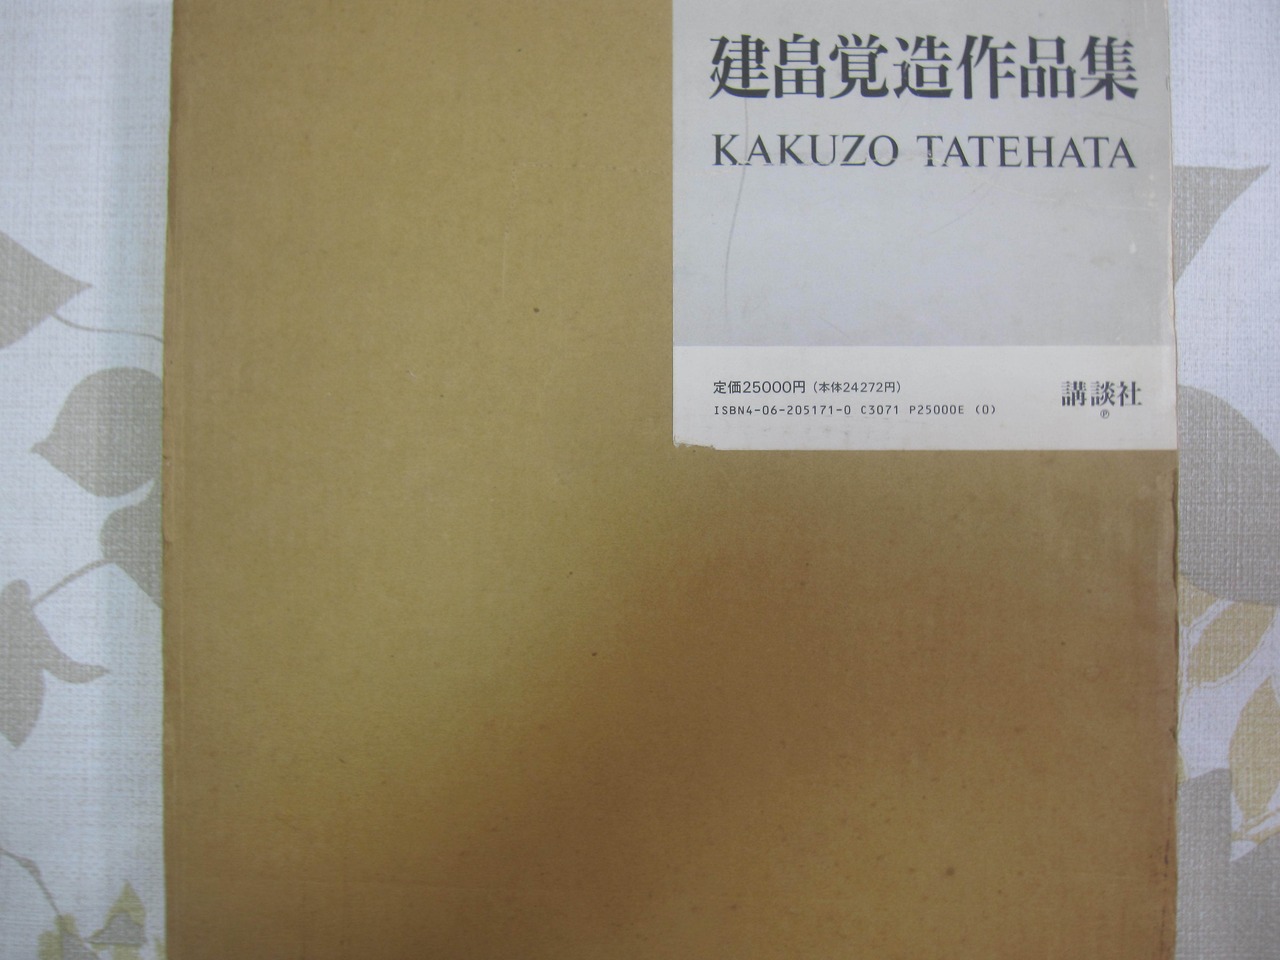 建畠覚造作品集
KAKUZO TATEHATA
定価25000円（本体24272円）
ISBN4-06-205171-0 C3071 P25000E (0)
講談社
Ⓟ